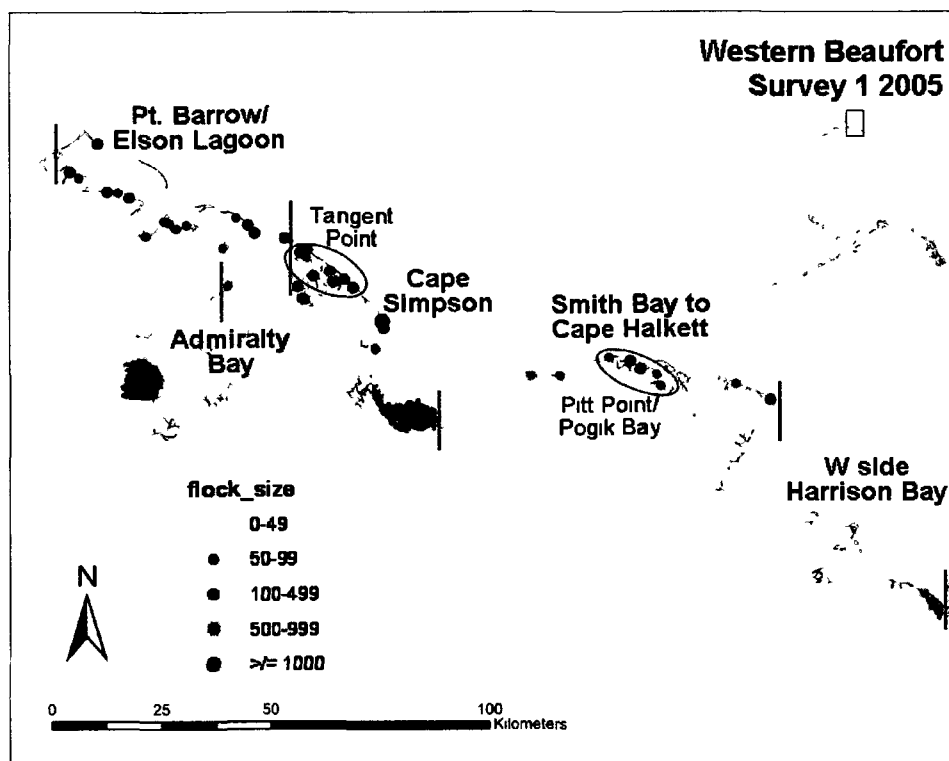 Western Beaufort
Survey 1 2005
Pt. Barrow/
Elson Lagoon
Tangent
Point
Cape
Simpson
Smith Bay to
Cape Halkett
Admiralty
Bay
Pitt Point/
Pogik Bay
W side
Harrison Bay
flock_size
0-49
50-99
100-499
500-999
>/= 1000
N
0 25 50 100
Kilometers